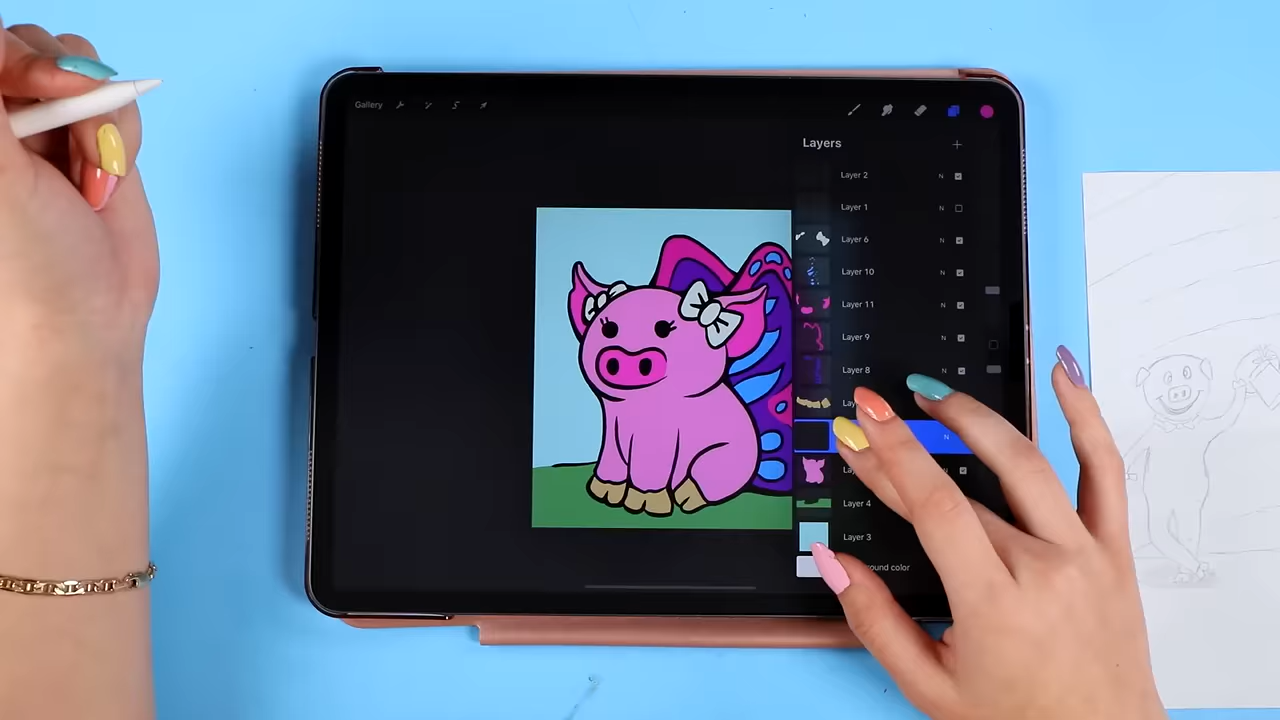 Gallery
Layers
Layer 2 N
Layer 1 N
Layer 6 N
Layer 10 N
Layer 11 N
Layer 9 N
Layer 8 N
N
Layer 4
Layer 3